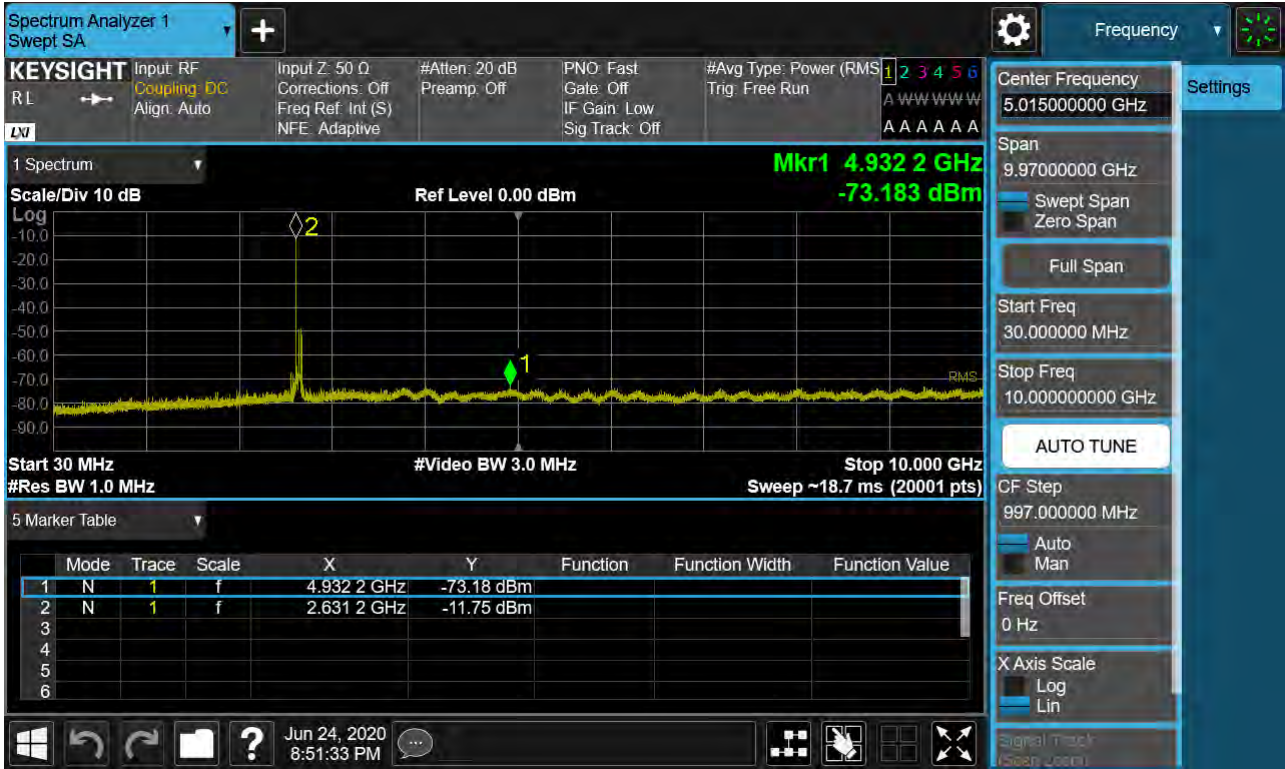 Spectrum Analyzer 1
Swept SA
Frequency
KEYSIGHT
RL
LXI
Input: RF
Coupling: DC
Align: Auto
Input Z: 50 Ω
Corrections: Off
Freq Ref: Int (S)
NFE: Adaptive
#Atten: 20 dB
Preamp: Off
PNO: Fast
Gate: Off
IF Gain: Low
Sig Track: Off
#Avg Type: Power (RMS
Trig: Free Run
1 2 3 4 5 6
A W W W W W
A A A A A A
1 Spectrum
Scale/Div 10 dB
Ref Level 0.00 dBm
Mkr1 4.932 2 GHz
-73.183 dBm
Log
-10.0
-20.0
-30.0
-40.0
-50.0
-60.0
-70.0
-80.0
-90.0
2
1
RMS
Start 30 MHz
#Video BW 3.0 MHz
Stop 10.000 GHz
#Res BW 1.0 MHz
Sweep ~18.7 ms (20001 pts)
5 Marker Table
Mode Trace Scale X Y Function Function Width Function Value
1 N 1 f 4.932 2 GHz -73.18 dBm
2 N 1 f 2.631 2 GHz -11.75 dBm
3
4
5
6
Jun 24, 2020
8:51:33 PM
Center Frequency
5.015000000 GHz
Settings
Span
9.97000000 GHz
Swept Span
Zero Span
Full Span
Start Freq
30.000000 MHz
Stop Freq
10.000000000 GHz
AUTO TUNE
CF Step
997.000000 MHz
Auto
Man
Freq Offset
0 Hz
X Axis Scale
Log
Lin
Signal Track
(Span Zoom)